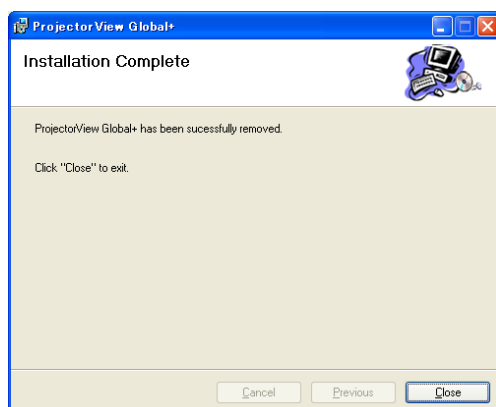 ProjectorView Global+
Installation Complete
ProjectorView Global+ has been sucessfully removed.
Click "Close" to exit.
Cancel
Previous
Close